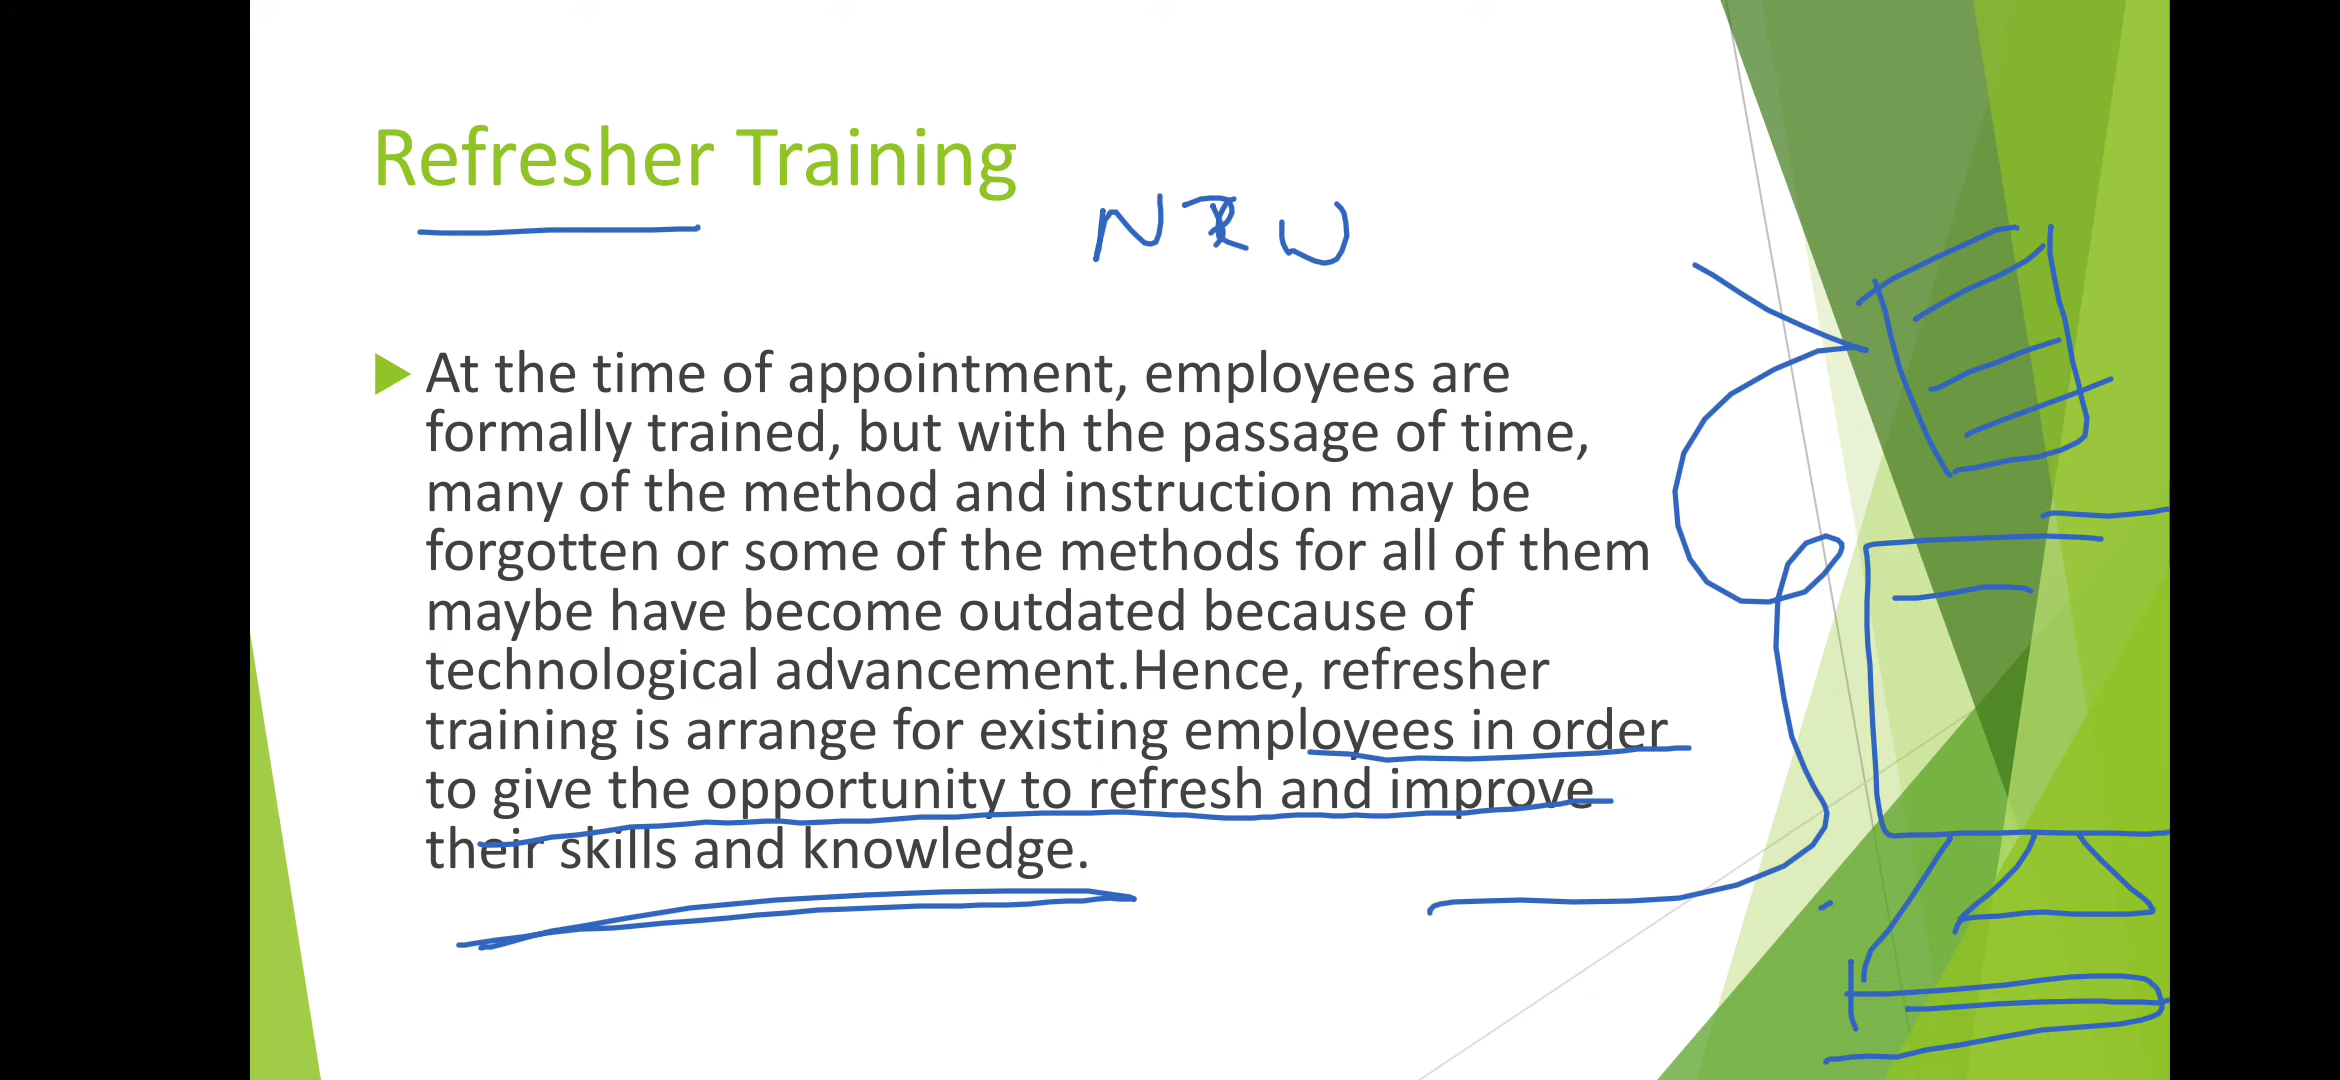 Refresher Training
NRU
At the time of appointment, employees are
formally trained, but with the passage of time,
many of the method and instruction may be
forgotten or some of the methods for all of them
maybe have become outdated because of
technological advancement.Hence, refresher
training is arrange for existing employees in order
to give the opportunity to refresh and improve
their skills and knowledge.